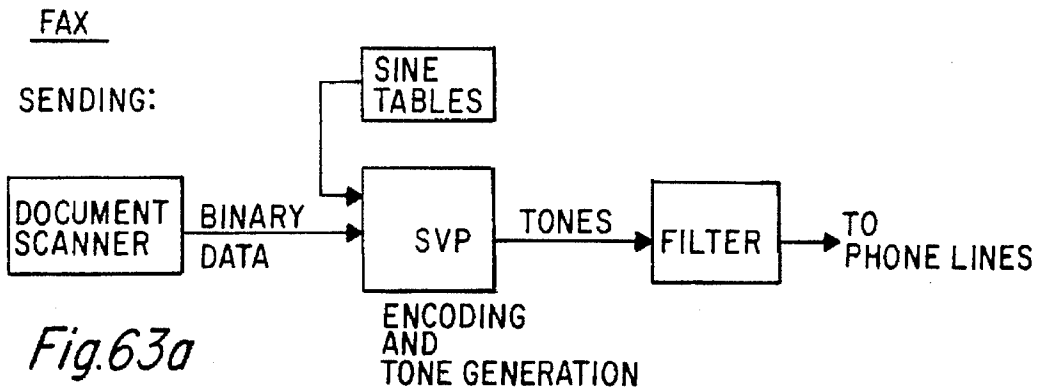 FAX
SENDING:
SINE
TABLES
DOCUMENT
SCANNER
BINARY
DATA
SVP
TONES
FILTER
TO
PHONE LINES
ENCODING
AND
TONE GENERATION
Fig.63a